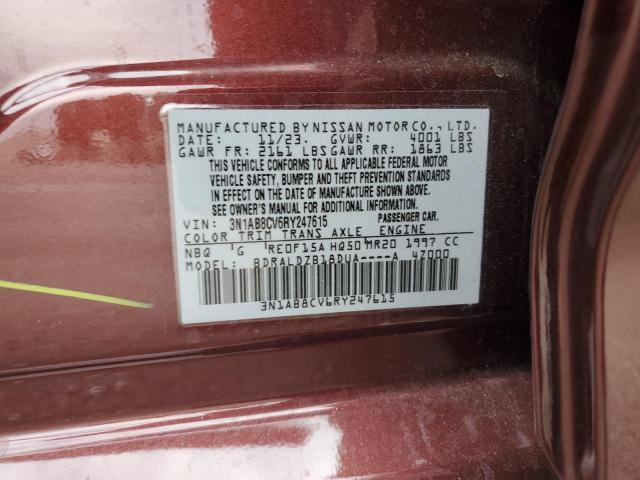 MANUFACTURED BY NISSAN MOTOR CO., LTD.
DATE: 11/23. GVWR: 4001 LBS
GAWR FR: 2161 LBS GAWR RR: 1863 LBS
THIS VEHICLE CONFORMS TO ALL APPLICABLE FEDERAL MOTOR
VEHICLE SAFETY, BUMPER AND THEFT PREVENTION STANDARDS
IN EFFECT ON THE DATE OF MANUFACTURE SHOWN ABOVE.
SEE OWNER'S MANUAL FOR ADDITIONAL INFORMATION.
VIN: 3N1AB8CV6RY247615 PASSENGER CAR.
COLOR TRIM TRANS AXLE ENGINE
NBQ G RE0F15A HQ50 MR20 1997 CC
MODEL: BDRALDZB18DUA----A 4Z000
3N1AB8CV6RY247615